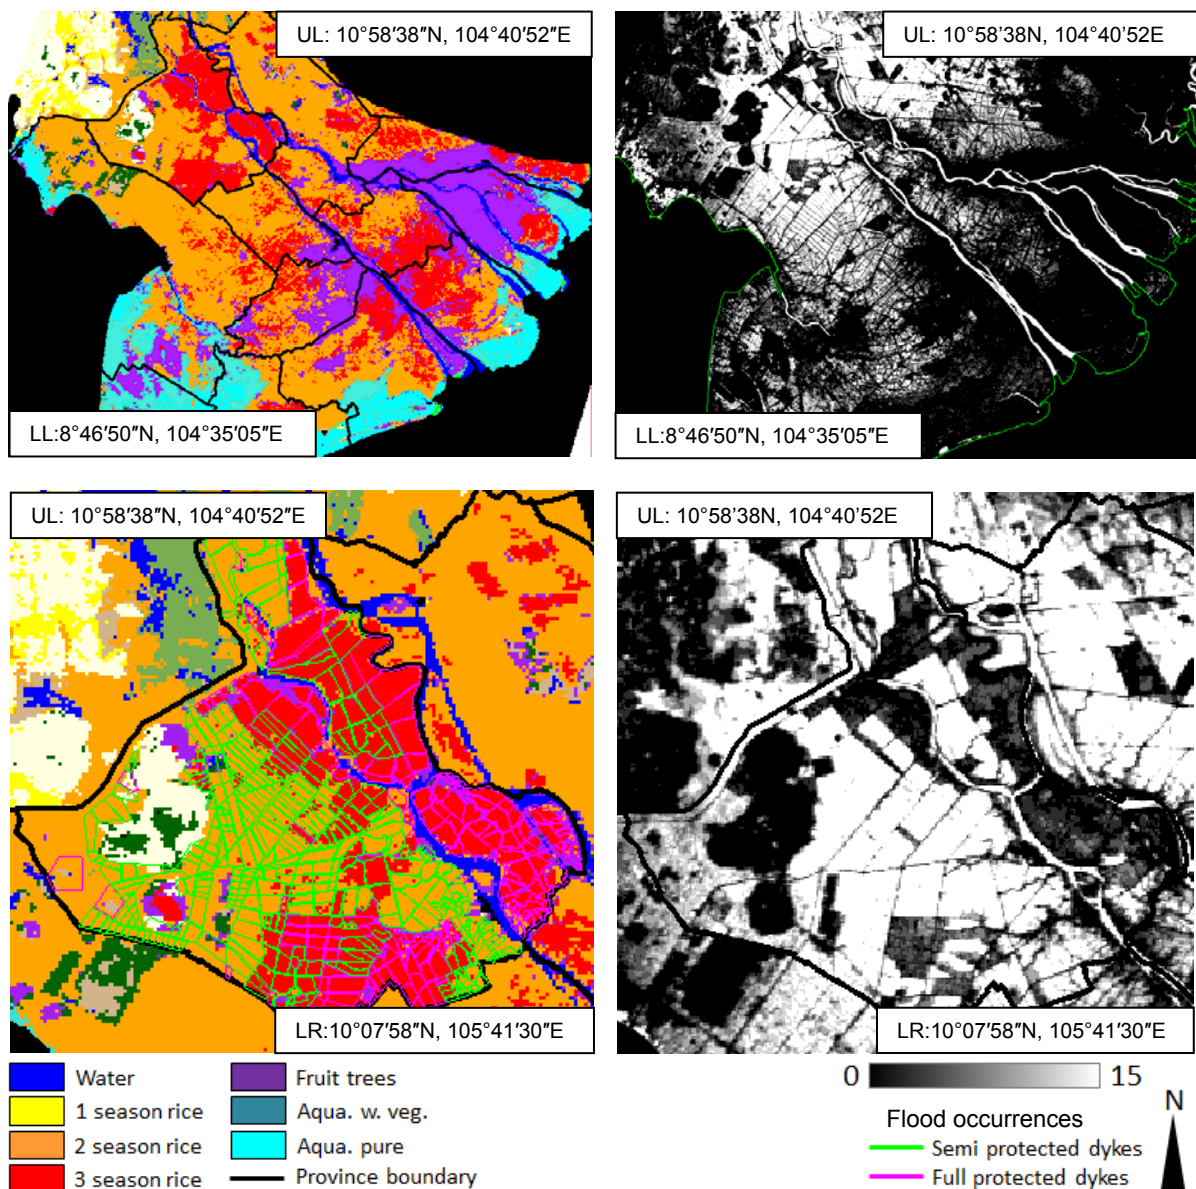 UL: 10°58′38″N, 104°40′52″E
UL: 10°58’38N, 104°40’52E
LL:8°46′50″N, 104°35′05″E
LL:8°46′50″N, 104°35′05″E
UL: 10°58′38″N, 104°40′52″E
UL: 10°58’38N, 104°40’52E
LR:10°07′58″N, 105°41′30″E
LR:10°07′58″N, 105°41′30″E
Water
1 season rice
2 season rice
3 season rice
Fruit trees
Aqua. w. veg.
Aqua. pure
Province boundary
0 15
Flood occurrences
Semi protected dykes
Full protected dykes
N